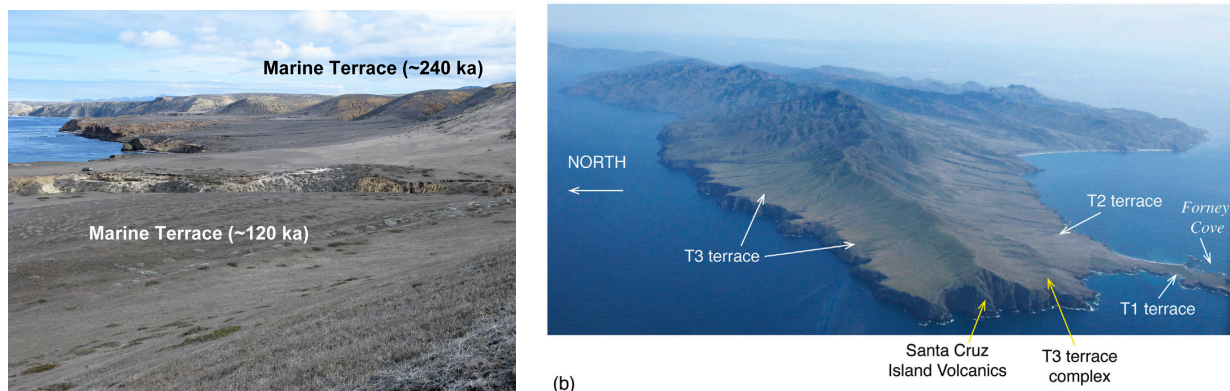 Marine Terrace (~240 ka)
Marine Terrace (~120 ka)
NORTH
T2 terrace
Forney
Cove
T3 terrace
T1 terrace
Santa Cruz
Island Volcanics
T3 terrace
complex
(b)